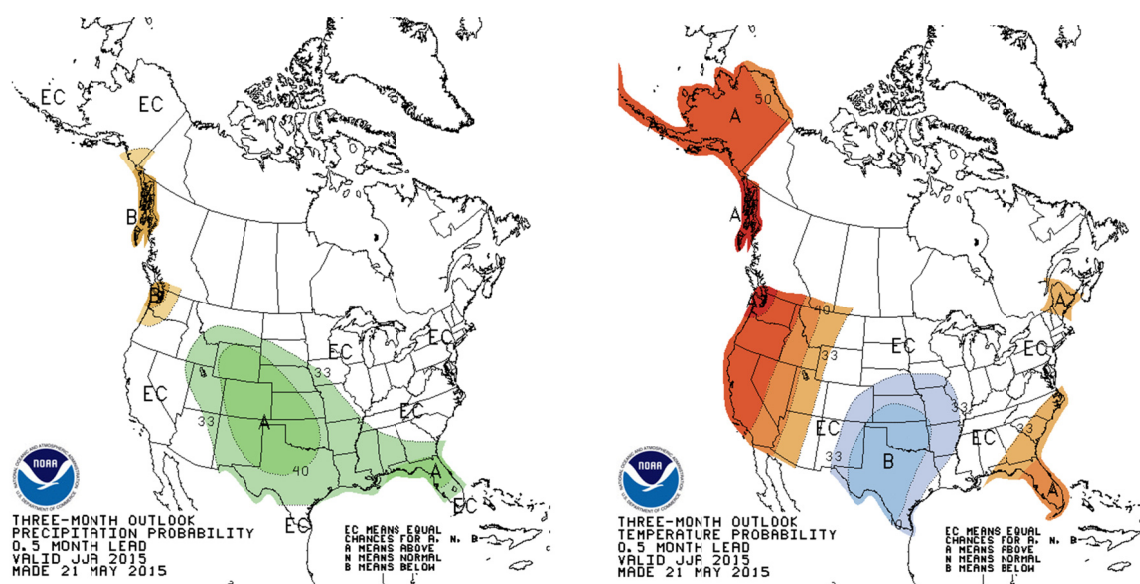 EC
EC
B
B
EC
EC
33
EC
EC
33
A
40
A
EC
EC
NOAA
THREE-MONTH OUTLOOK
PRECIPITATION PROBABILITY
0.5 MONTH LEAD
VALID JJA 2015
MADE 21 MAY 2015
EC MEANS EQUAL
CHANCES FOR A, N, B
A MEANS ABOVE
N MEANS NORMAL
B MEANS BELOW
50
A
A
A
A
A
40
33
EC
EC
33
EC
EC
33
33
B
A
NOAA
THREE-MONTH OUTLOOK
TEMPERATURE PROBABILITY
0.5 MONTH LEAD
VALID JJA 2015
MADE 21 MAY 2015
EC MEANS EQUAL
CHANCES FOR A, N, B
A MEANS ABOVE
N MEANS NORMAL
B MEANS BELOW